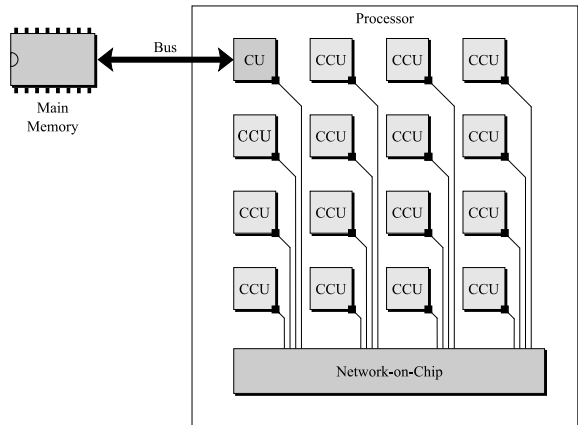 Processor
Bus
Main
Memory
CU CCU CCU CCU
CCU CCU CCU CCU
CCU CCU CCU CCU
CCU CCU CCU CCU
Network-on-Chip